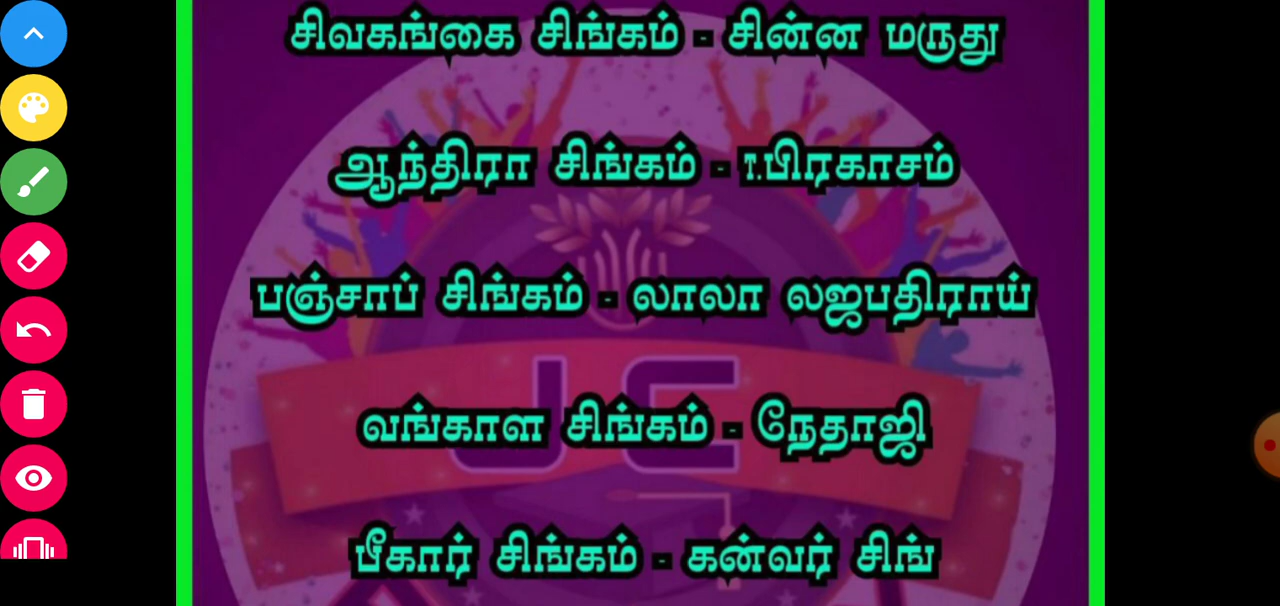 சிவகங்கை சிங்கம் - சின்ன மருது
ஆந்திரா சிங்கம் - T.பிரகாசம்
பஞ்சாப் சிங்கம் - லாலா லஜபதிராய்
வங்காள சிங்கம் - நேதாஜி
பீகார் சிங்கம் - கன்வர் சிங்